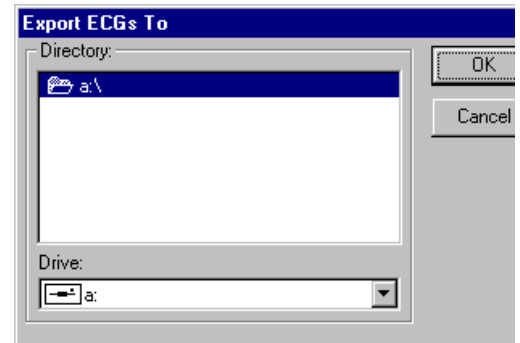 Export ECGs To
Directory:
OK
a:\
Cancel
Drive:
a: